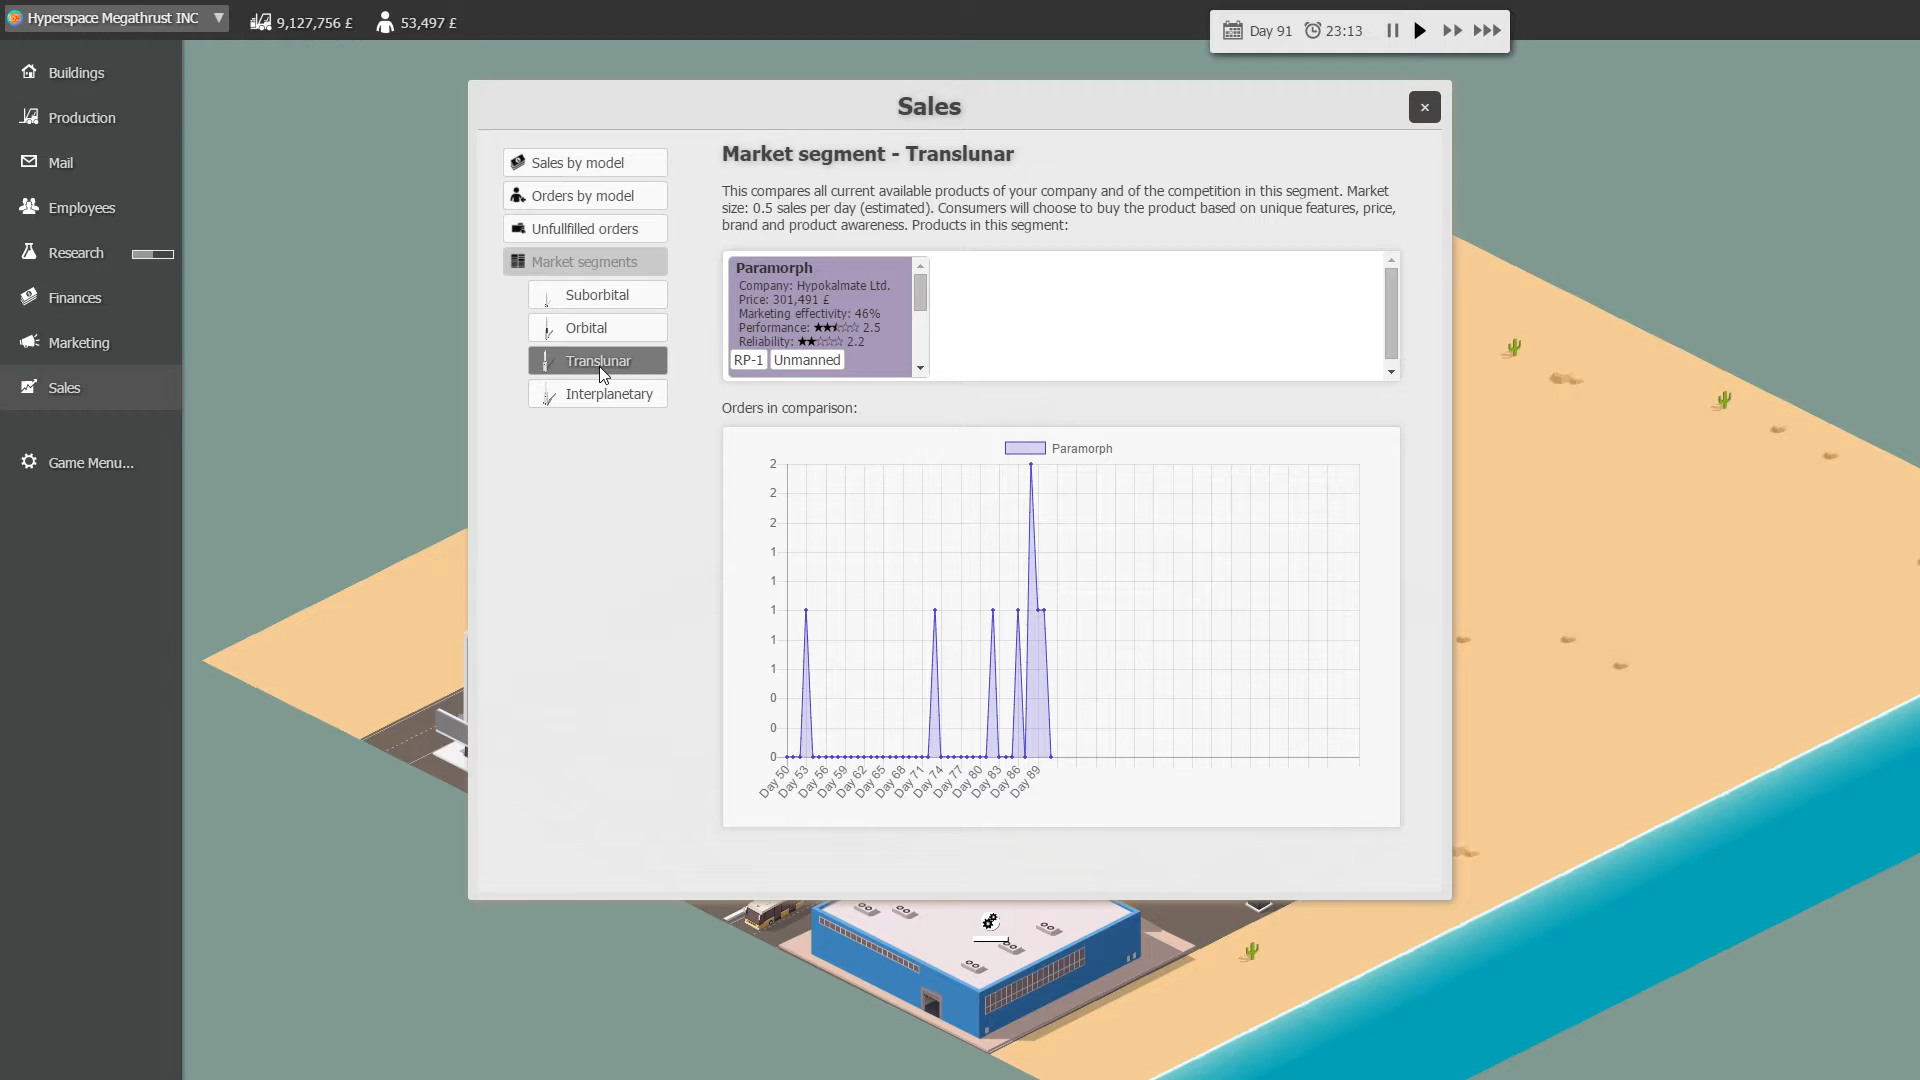 Hyperspace Megathrust INC
9,127,756 £
53,497 £
Day 91
23:13
Buildings
Production
Mail
Employees
Research
Finances
Marketing
Sales
Game Menu...
Sales
×
Sales by model
Orders by model
Unfullfilled orders
Market segments
Suborbital
Orbital
Translunar
Interplanetary
Market segment - Translunar
This compares all current available products of your company and of the competition in this segment. Market
size: 0.5 sales per day (estimated). Consumers will choose to buy the product based on unique features, price,
brand and product awareness. Products in this segment:
Paramorph
Company: Hypokalmate Ltd.
Price: 301,491 £
Marketing effectivity: 46%
Performance: 2.5
Reliability: 2.2
RP-1 Unmanned
Orders in comparison:
Paramorph
2
2
2
1
1
1
1
1
0
0
0
Day 50
Day 53
Day 56
Day 59
Day 62
Day 65
Day 68
Day 71
Day 74
Day 77
Day 80
Day 83
Day 86
Day 89